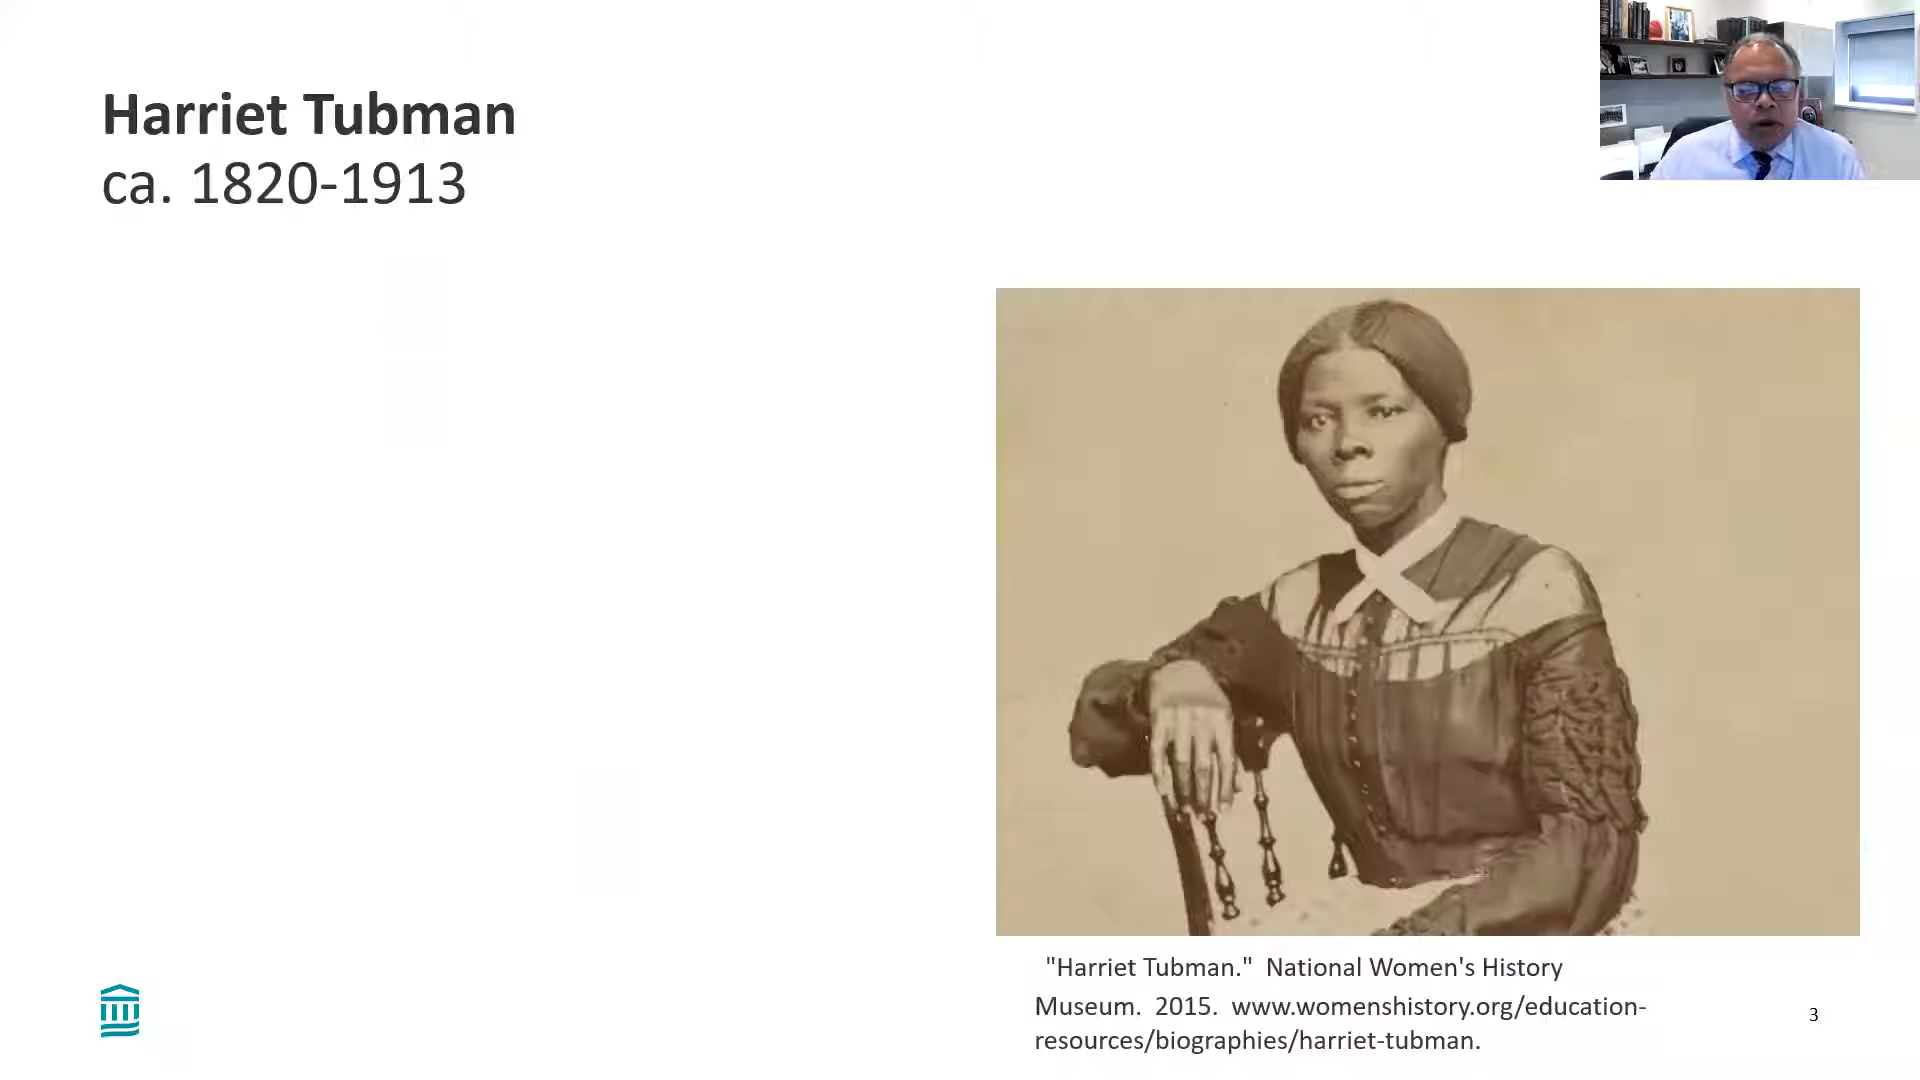 Harriet Tubman
ca. 1820-1913
"Harriet Tubman."  National Women's History
Museum.  2015.  www.womenshistory.org/education-
resources/biographies/harriet-tubman.
3